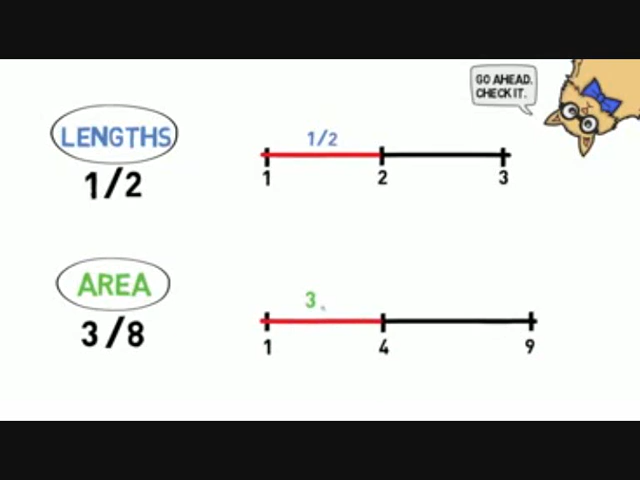 GO AHEAD.
CHECK IT.
LENGTHS
1/2
1/2
1 2 3
AREA
3/8
3
1 4 9